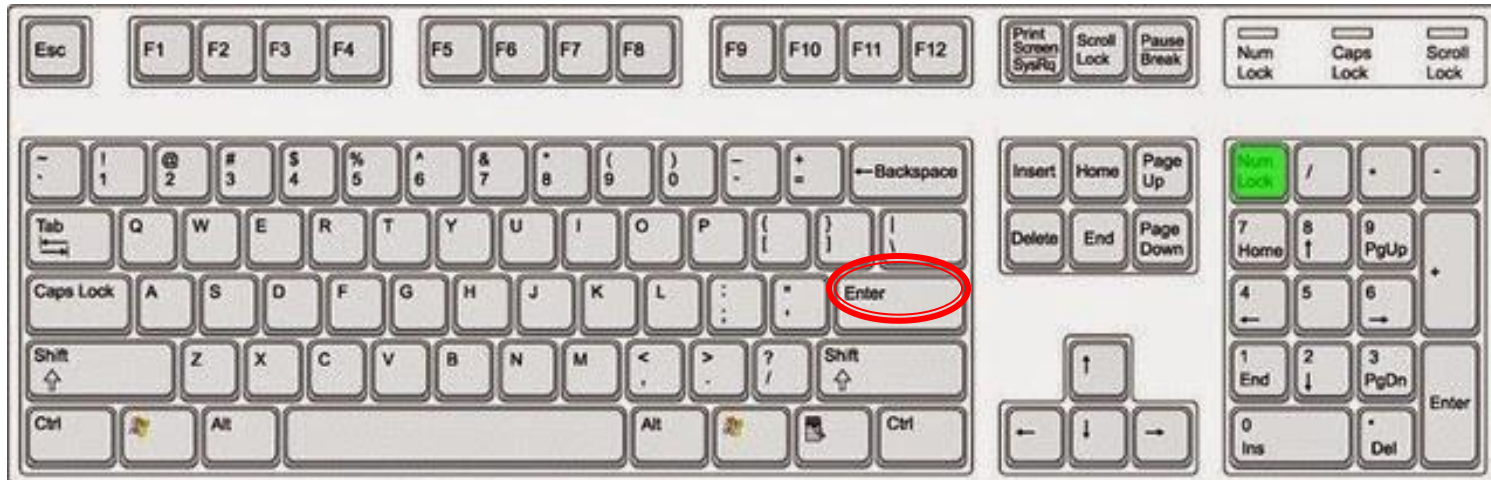 Esc F1 F2 F3 F4 F5 F6 F7 F8 F9 F10 F11 F12
Print
Screen
SysRq
Scroll
Lock
Pause
Break
Num
Lock
Caps
Lock
Scroll
Lock
~ ! @ # $ % ^ & * ( ) – +
` 1 2 3 4 5 6 7 8 9 0 - = ←Backspace
Tab Q W E R T Y U I O P { } |
[ ] \
Caps Lock A S D F G H J K L : " Enter
; '
Shift Z X C V B N M < > ? Shift
, . /
Ctrl Alt Alt Ctrl
Insert Home Page
Up
Delete End Page
Down
↑
← ↓ →
Num
Lock
/ * -
7 8 9
Home ↑ PgUp +
4 5 6
← →
1 2 3
End ↓ PgDn Enter
0 .
Ins Del